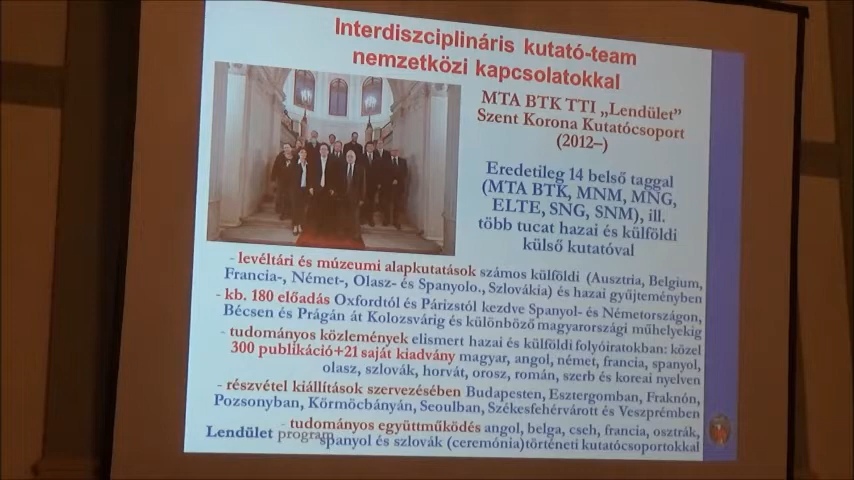 Interdiszciplináris kutató-team
nemzetközi kapcsolatokkal
MTA BTK TTI „Lendület”
Szent Korona Kutatócsoport
(2012–)
Eredetileg 14 belső taggal
(MTA BTK, MNM, MNG,
ELTE, SNG, SNM), ill.
több tucat hazai és külföldi
külső kutatóval
- levéltári és múzeumi alapkutatások számos külföldi (Ausztria, Belgium,
Francia-, Német-, Olasz- és Spanyolo., Szlovákia) és hazai gyűjteményben
- kb. 180 előadás Oxfordtól és Párizstól kezdve Spanyol- és Németországon,
Bécsen és Prágán át Kolozsvárig és különböző magyarországi műhelyekig
- tudományos közlemények elismert hazai és külföldi folyóiratokban: közel
300 publikáció+21 saját kiadvány magyar, angol, német, francia, spanyol,
olasz, szlovák, horvát, orosz, román, szerb és koreai nyelven
- részvétel kiállítások szervezésében Budapesten, Esztergomban, Fraknón,
Pozsonyban, Körmöcbányán, Seoulban, Székesfehérvárott és Veszprémben
- tudományos együttműködés angol, belga, cseh, francia, osztrák,
Lendület program
spanyol és szlovák (ceremónia)történeti kutatócsoportokkal